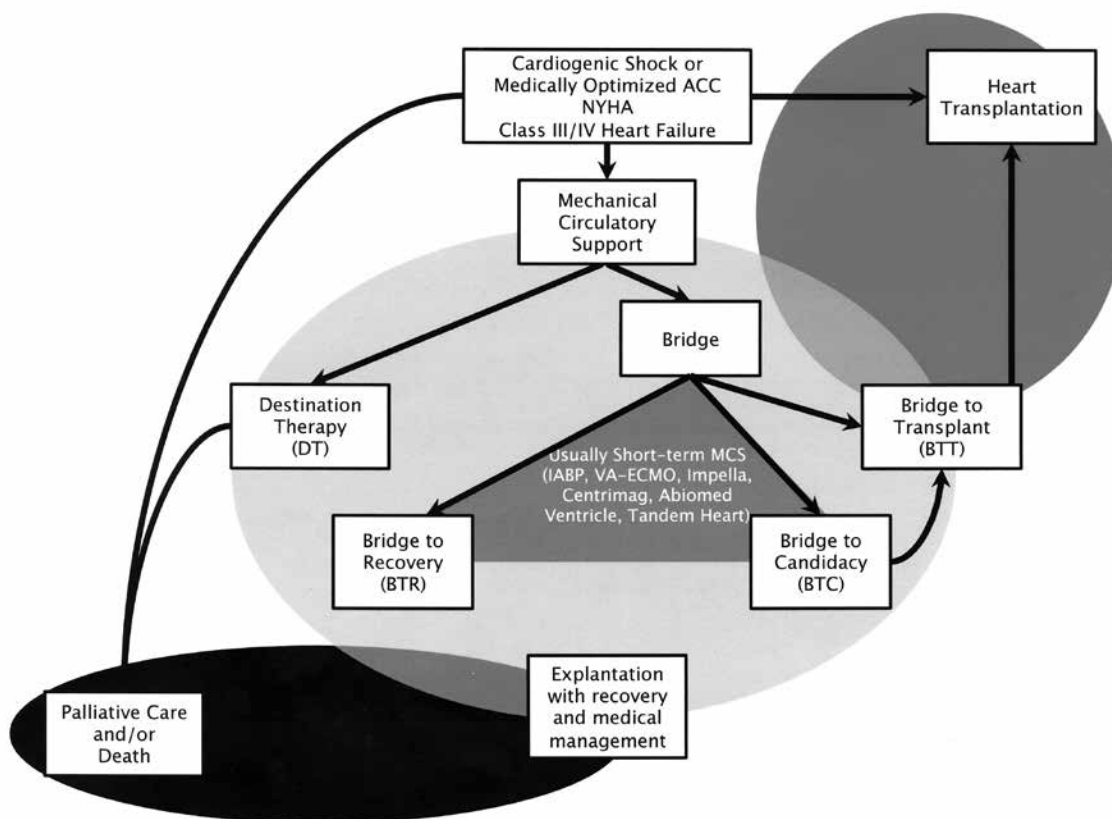 Cardiogenic Shock or
Medically Optimized ACC
NYHA
Class III/IV Heart Failure
Heart
Transplantation
Mechanical
Circulatory
Support
Bridge
Destination
Therapy
(DT)
Bridge to
Transplant
(BTT)
Usually Short-term MCS
(IABP, VA-ECMO, Impella,
Centrimag, Abiomed
Ventricle, Tandem Heart)
Bridge to
Recovery
(BTR)
Bridge to
Candidacy
(BTC)
Explantation
with recovery
and medical
management
Palliative Care
and/or
Death